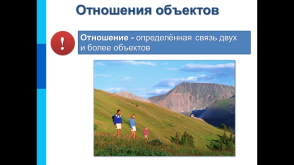 Отношения объектов
!
Отношение - определённая связь двух
и более объектов